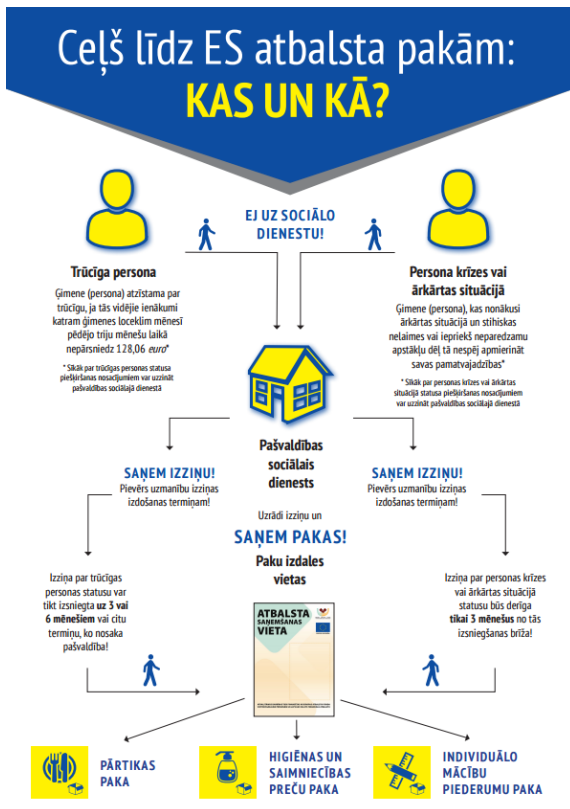 Ceļš līdz ES atbalsta pakām:
KAS UN KĀ?
EJ UZ SOCIĀLO
DIENESTU!
Trūcīga persona
Ģimene (persona) atzīstama par
trūcīgu, ja tās vidējie ienākumi
katram ģimenes loceklim mēnesī
pēdējo triju mēnešu laikā
nepārsniedz 128,06 euro*
* Sīkāk par trūcīgas personas statusa
piešķiršanas nosacījumiem var uzzināt
pašvaldības sociālajā dienestā
Persona krīzes vai
ārkārtas situācijā
Ģimene (persona), kas nonākusi
ārkārtas situācijā un stihiskas
nelaimes vai iepriekš neparedzamu
apstākļu dēļ tā nespēj apmierināt
savas pamatvajadzības*
* Sīkāk par personas krīzes vai ārkārtas
situācijā statusa piešķiršanas nosacījumiem
var uzzināt pašvaldības sociālajā dienestā
Pašvaldības
sociālais
dienests
SAŅEM IZZIŅU!
Pievērs uzmanību izziņas
izdošanas termiņam!
SAŅEM IZZIŅU!
Pievērs uzmanību izziņas
izdošanas termiņam!
Uzrādi izziņu un
SAŅEM PAKAS!
Paku izdales
vietas
Izziņa par trūcīgas
personas statusu var
tikt izsniegta uz 3 vai
6 mēnešiem vai citu
termiņu, ko nosaka
pašvaldība!
Izziņa par personas krīzes
vai ārkārtas situācijā
statusu būs derīga
tikai 3 mēnešus no tās
izsniegšanas brīža!
ATBALSTA
SAŅEMŠANAS
VIETA
PĀRTIKAS
PAKA
HIGIĒNAS UN
SAIMNIECĪBAS
PREČU PAKA
INDIVIDUĀLO
MĀCĪBU
PIEDERUMU PAKA